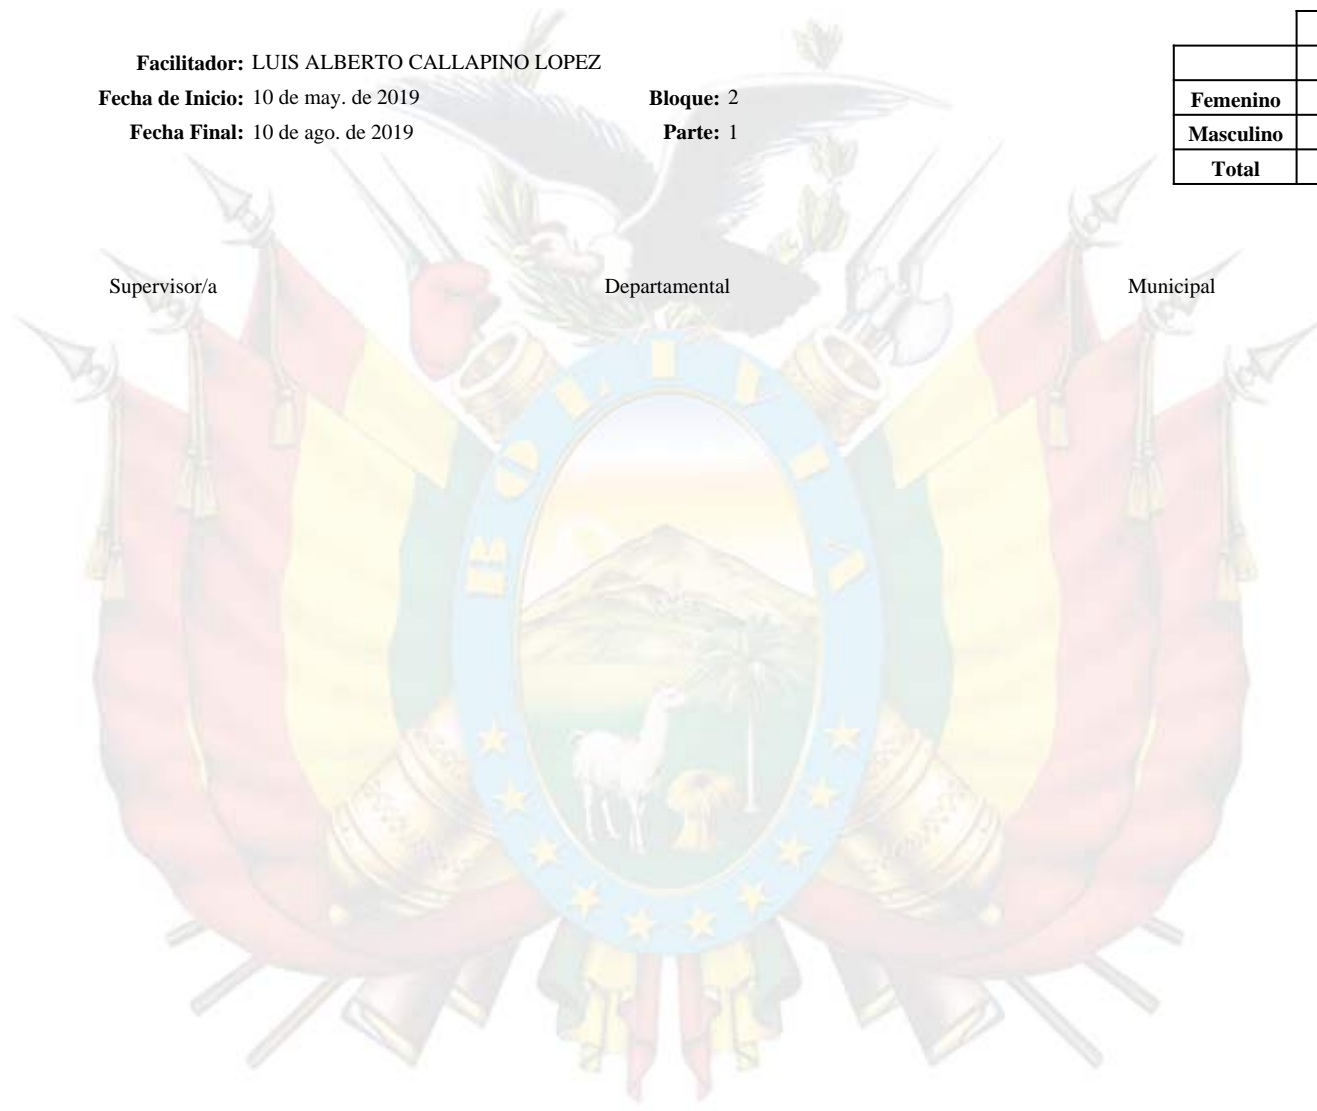 Facilitador: LUIS ALBERTO CALLAPINO LOPEZ
Fecha de Inicio: 10 de may. de 2019 Bloque: 2
Fecha Final: 10 de ago. de 2019 Parte: 1
Femenino
Masculino
Total
Supervisor/a Departamental Municipal
BOLIVIA